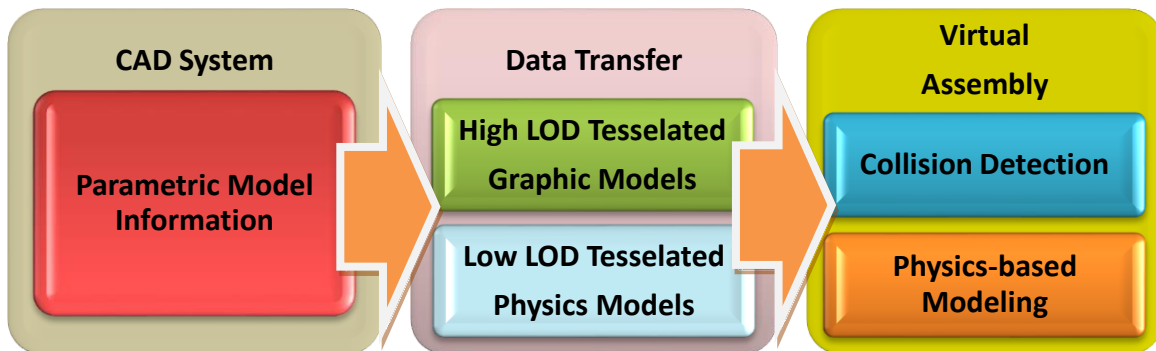 CAD System
Parametric Model
Information
Data Transfer
High LOD Tesselated
Graphic Models
Low LOD Tesselated
Physics Models
Virtual
Assembly
Collision Detection
Physics-based
Modeling